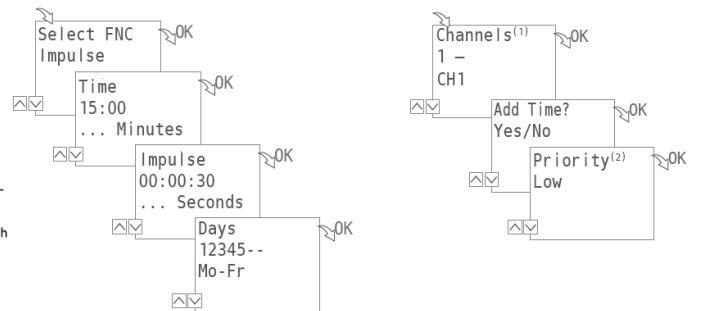 Select FNC
Impulse
OK
Time
15:00
... Minutes
OK
Impulse
00:00:30
... Seconds
OK
Days
12345--
Mo-Fr
OK
h
Channels(1)
1 –
CH1
OK
Add Time?
Yes/No
OK
Priority(2)
Low
OK